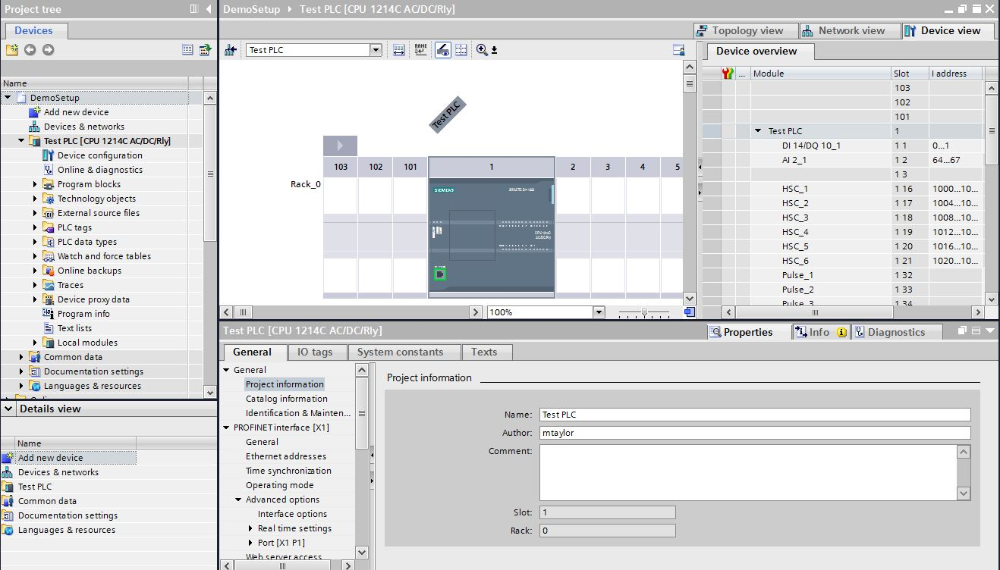 Project tree
Devices
Name
DemoSetup
Add new device
Devices & networks
Test PLC [CPU 1214C AC/DC/Rly]
Device configuration
Online & diagnostics
Program blocks
Technology objects
External source files
PLC tags
PLC data types
Watch and force tables
Online backups
Traces
Device proxy data
Program info
Text lists
Local modules
Common data
Documentation settings
Languages & resources
Details view
Name
Add new device
Devices & networks
Test PLC
Common data
Documentation settings
Languages & resources
DemoSetup Test PLC [CPU 1214C AC/DC/Rly]
Topology view Network view Device view
Test PLC
Test PLC
103 102 101 1 2 3 4 5
Rack_0
SIEMENS SIMATIC S7-1200
CPU 1214C
AC/DC/Rly
100%
Device overview
... Module Slot I address
103
102
101
Test PLC 1
DI 14/DQ 10_1 1 1 0...1
AI 2_1 1 2 64...67
1 3
HSC_1 1 16 1000...10...
HSC_2 1 17 1004...10...
HSC_3 1 18 1008...10...
HSC_4 1 19 1012...10...
HSC_5 1 20 1016...10...
HSC_6 1 21 1020...10...
Pulse_1 1 32
Pulse_2 1 33
Pulse_3 1 34
Test PLC [CPU 1214C AC/DC/Rly]
Properties Info Diagnostics
General IO tags System constants Texts
General
Project information
Catalog information
Identification & Mainten...
PROFINET interface [X1]
General
Ethernet addresses
Time synchronization
Operating mode
Advanced options
Interface options
Real time settings
Port [X1 P1]
Web server access
Project information
Name: Test PLC
Author: mtaylor
Comment:
Slot: 1
Rack: 0